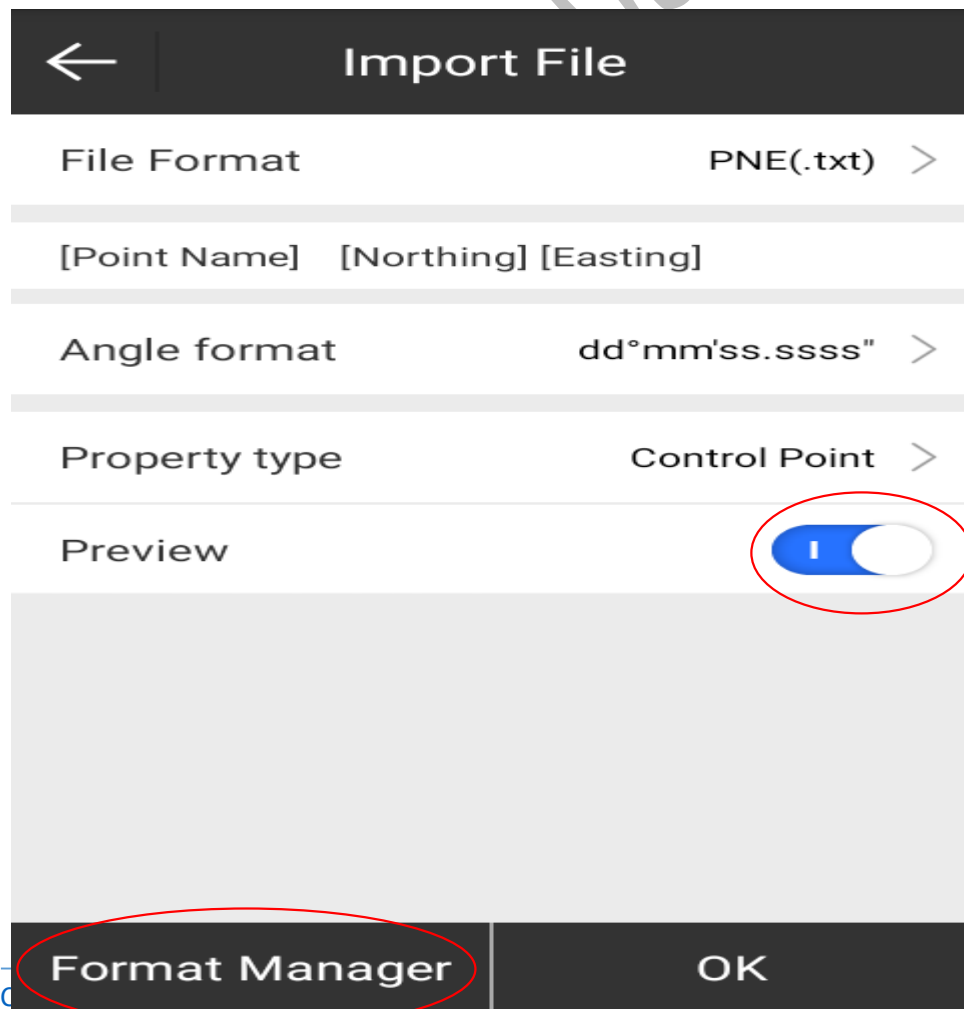 Import File
File Format PNE(.txt) >
[Point Name] [Northing] [Easting]
Angle format dd°mm'ss.ssss" >
Property type Control Point >
Preview
Format Manager OK